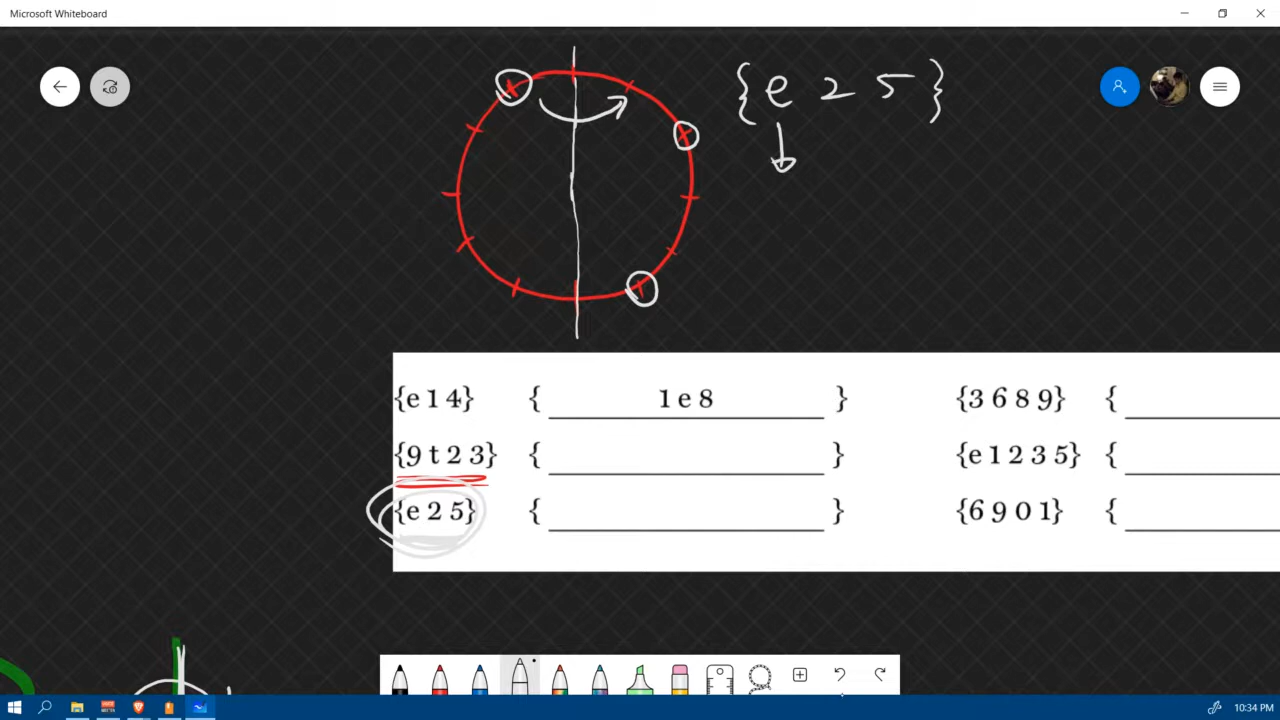 Microsoft Whiteboard
{ e 2 5 }
{e 1 4} { 1 e 8 } {3 6 8 9} {
{9 t 2 3} { } {e 1 2 3 5} {
{e 2 5} { } {6 9 0 1} {
10:34 PM